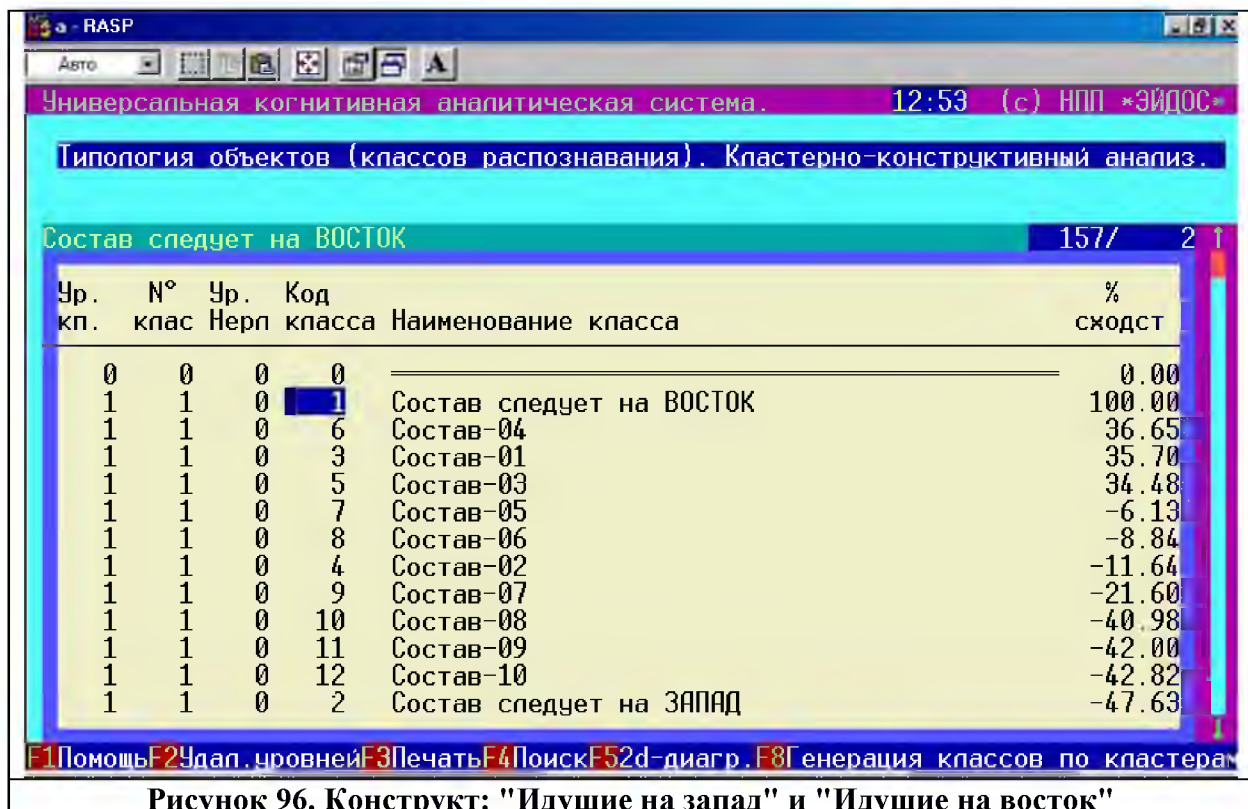 a - RASP
Авто A
Универсальная когнитивная аналитическая система. 12:53 (c) НПП *ЭЙДОС*
Типология объектов (классов распознавания). Кластерно-конструктивный анализ.
Состав следует на ВОСТОК 157/ 2
Ур. N° Ур. Код %
кл. клас Нерл класса Наименование класса сходст
0 0 0 0 0.00
1 1 0 1 Состав следует на ВОСТОК 100.00
1 1 0 6 Состав-04 36.65
1 1 0 3 Состав-01 35.70
1 1 0 5 Состав-03 34.48
1 1 0 7 Состав-05 -6.13
1 1 0 8 Состав-06 -8.84
1 1 0 4 Состав-02 -11.64
1 1 0 9 Состав-07 -21.60
1 1 0 10 Состав-08 -40.98
1 1 0 11 Состав-09 -42.00
1 1 0 12 Состав-10 -42.82
1 1 0 2 Состав следует на ЗАПАД -47.63
F1Помощь F2Удал.уровней F3Печать F4Поиск F52d-диагр. F8Генерация классов по кластерам
Рисунок 96. Конструкт: "Идущие на запад" и "Идущие на восток"